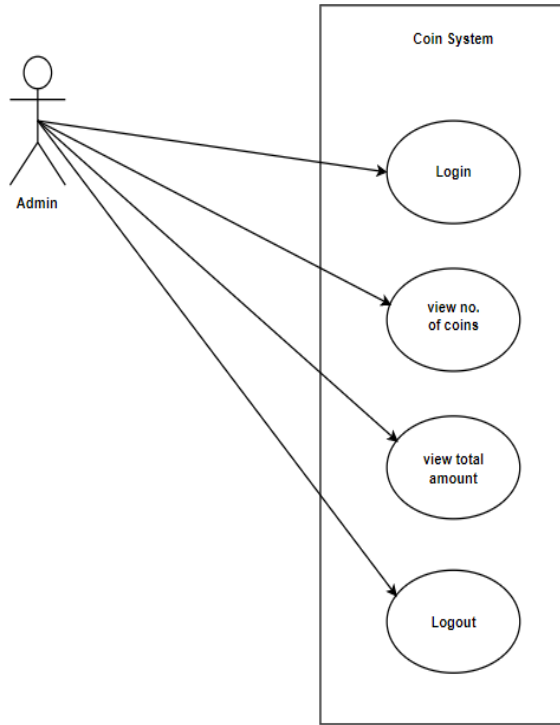 Coin System
Admin
Login
view no.
of coins
view total
amount
Logout